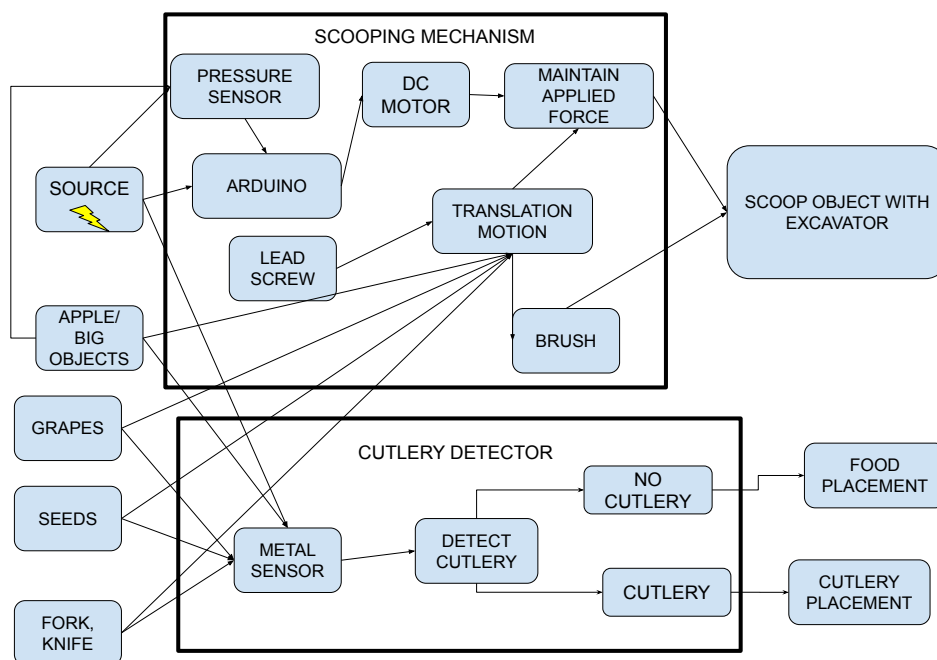 SCOOPING MECHANISM
PRESSURE
SENSOR
DC
MOTOR
MAINTAIN
APPLIED
FORCE
SOURCE
ARDUINO
TRANSLATION
MOTION
SCOOP OBJECT WITH
EXCAVATOR
LEAD
SCREW
APPLE/
BIG
OBJECTS
BRUSH
GRAPES
CUTLERY DETECTOR
NO
CUTLERY
FOOD
PLACEMENT
SEEDS
METAL
SENSOR
DETECT
CUTLERY
CUTLERY
CUTLERY
PLACEMENT
FORK,
KNIFE